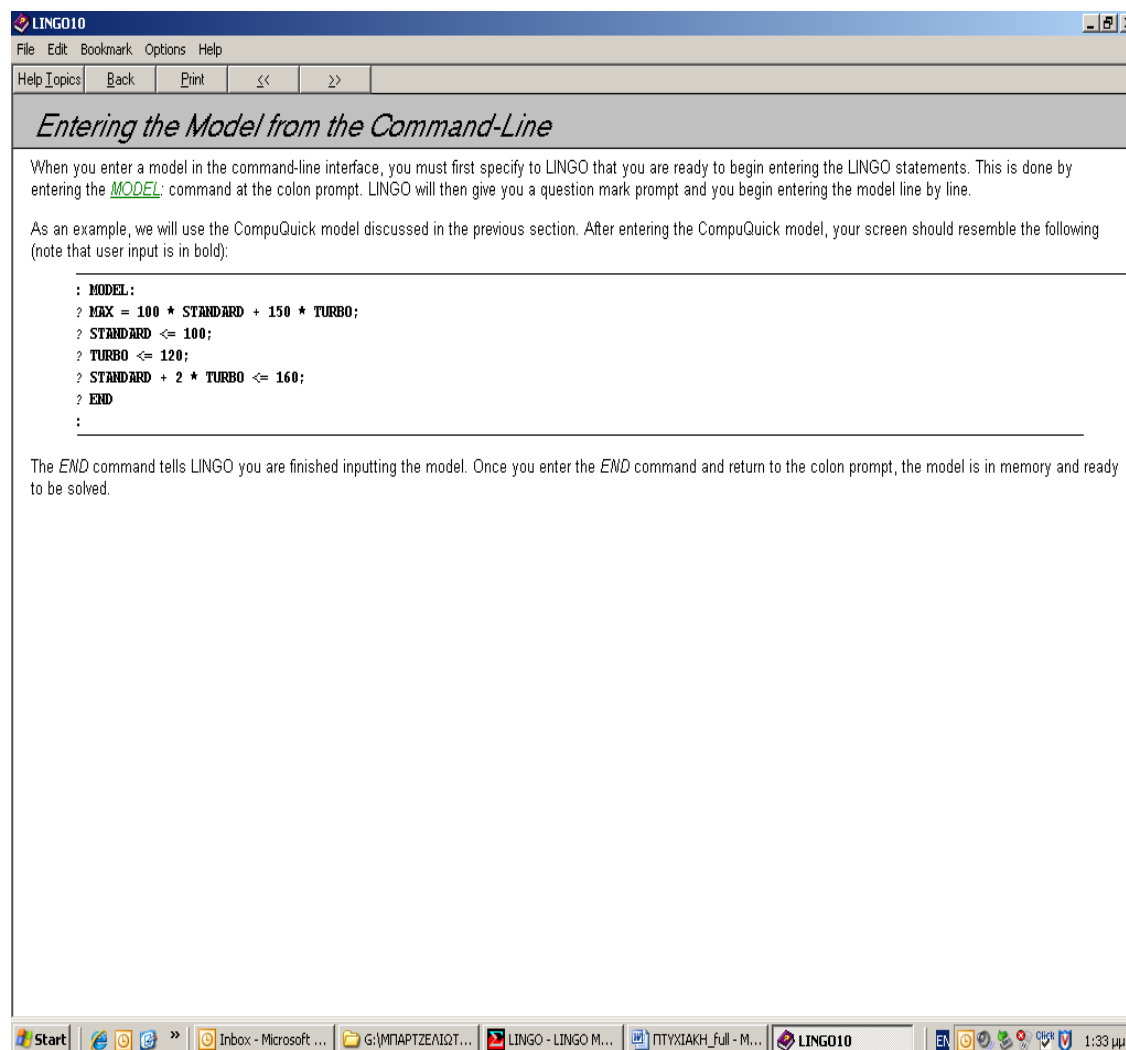 LINGO10
File Edit Bookmark Options Help
Help Topics Back Print << >>
Entering the Model from the Command-Line
When you enter a model in the command-line interface, you must first specify to LINGO that you are ready to begin entering the LINGO statements. This is done by
entering the MODEL: command at the colon prompt. LINGO will then give you a question mark prompt and you begin entering the model line by line.
As an example, we will use the CompuQuick model discussed in the previous section. After entering the CompuQuick model, your screen should resemble the following
(note that user input is in bold):
: MODEL:
? MAX = 100 * STANDARD + 150 * TURBO;
? STANDARD <= 100;
? TURBO <= 120;
? STANDARD + 2 * TURBO <= 160;
? END
:
The END command tells LINGO you are finished inputting the model. Once you enter the END command and return to the colon prompt, the model is in memory and ready
to be solved.
Start » Inbox - Microsoft ... G:\ΜΠΑΡΤΖΕΛΙΩΤ... LINGO - LINGO M... ΠΤΥΧΙΑΚΗ_full - M... LINGO10 EN Click 1:33 μμ